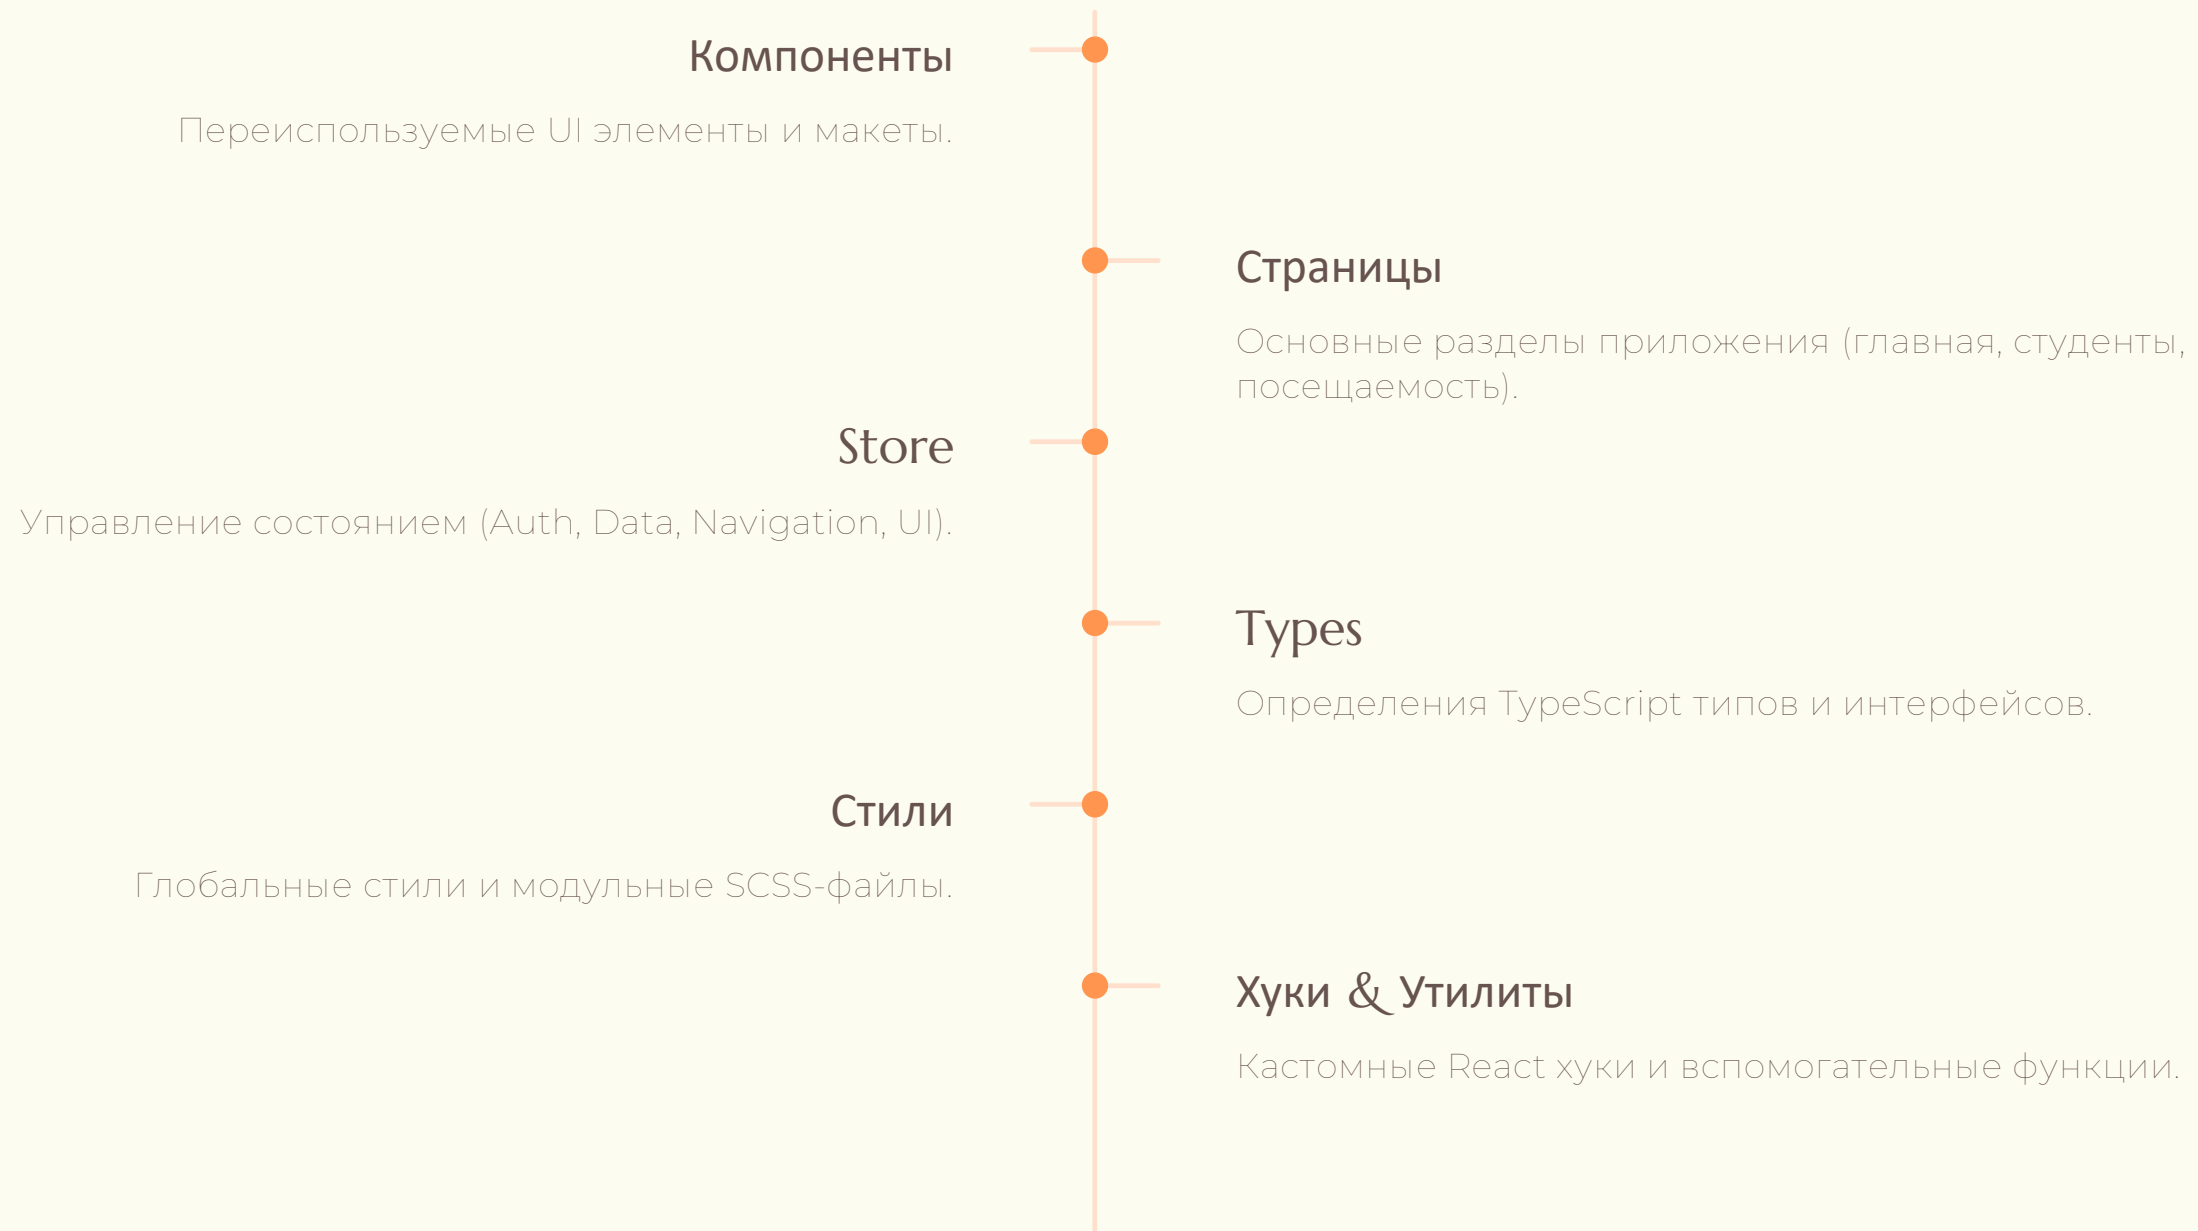 Компоненты
Переиспользуемые UI элементы и макеты.
Страницы
Основные разделы приложения (главная, студенты,
посещаемость).
Store
Управление состоянием (Auth, Data, Navigation, UI).
Types
Определения TypeScript типов и интерфейсов.
Стили
Глобальные стили и модульные SCSS-файлы.
Хуки & Утилиты
Кастомные React хуки и вспомогательные функции.